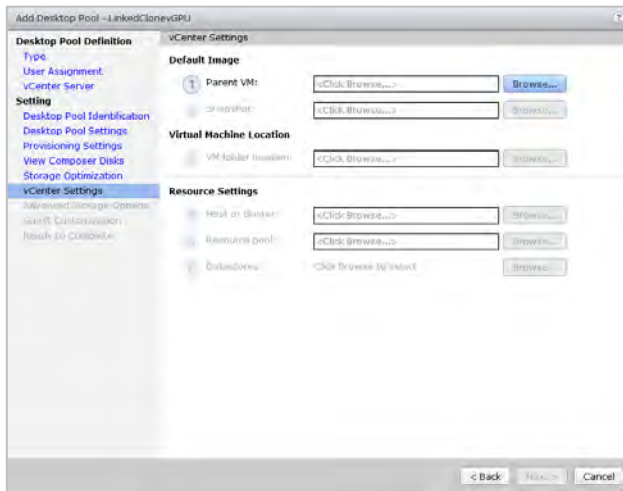 Add Desktop Pool - LinkedClonevGPU
?
Desktop Pool Definition
Type
User Assignment
vCenter Server
Setting
Desktop Pool Identification
Desktop Pool Settings
Provisioning Settings
View Composer Disks
Storage Optimization
vCenter Settings
Advanced Storage Options
Guest Customization
Ready to Complete
vCenter Settings
Default Image
1 Parent VM: <Click Browse...> Browse...
Snapshot: <Click Browse...> Browse...
Virtual Machine Location
VM folder location: <Click Browse...> Browse...
Resource Settings
Host or cluster: <Click Browse...> Browse...
Resource pool: <Click Browse...> Browse...
Datastores: Click Browse to select Browse...
< Back Next > Cancel